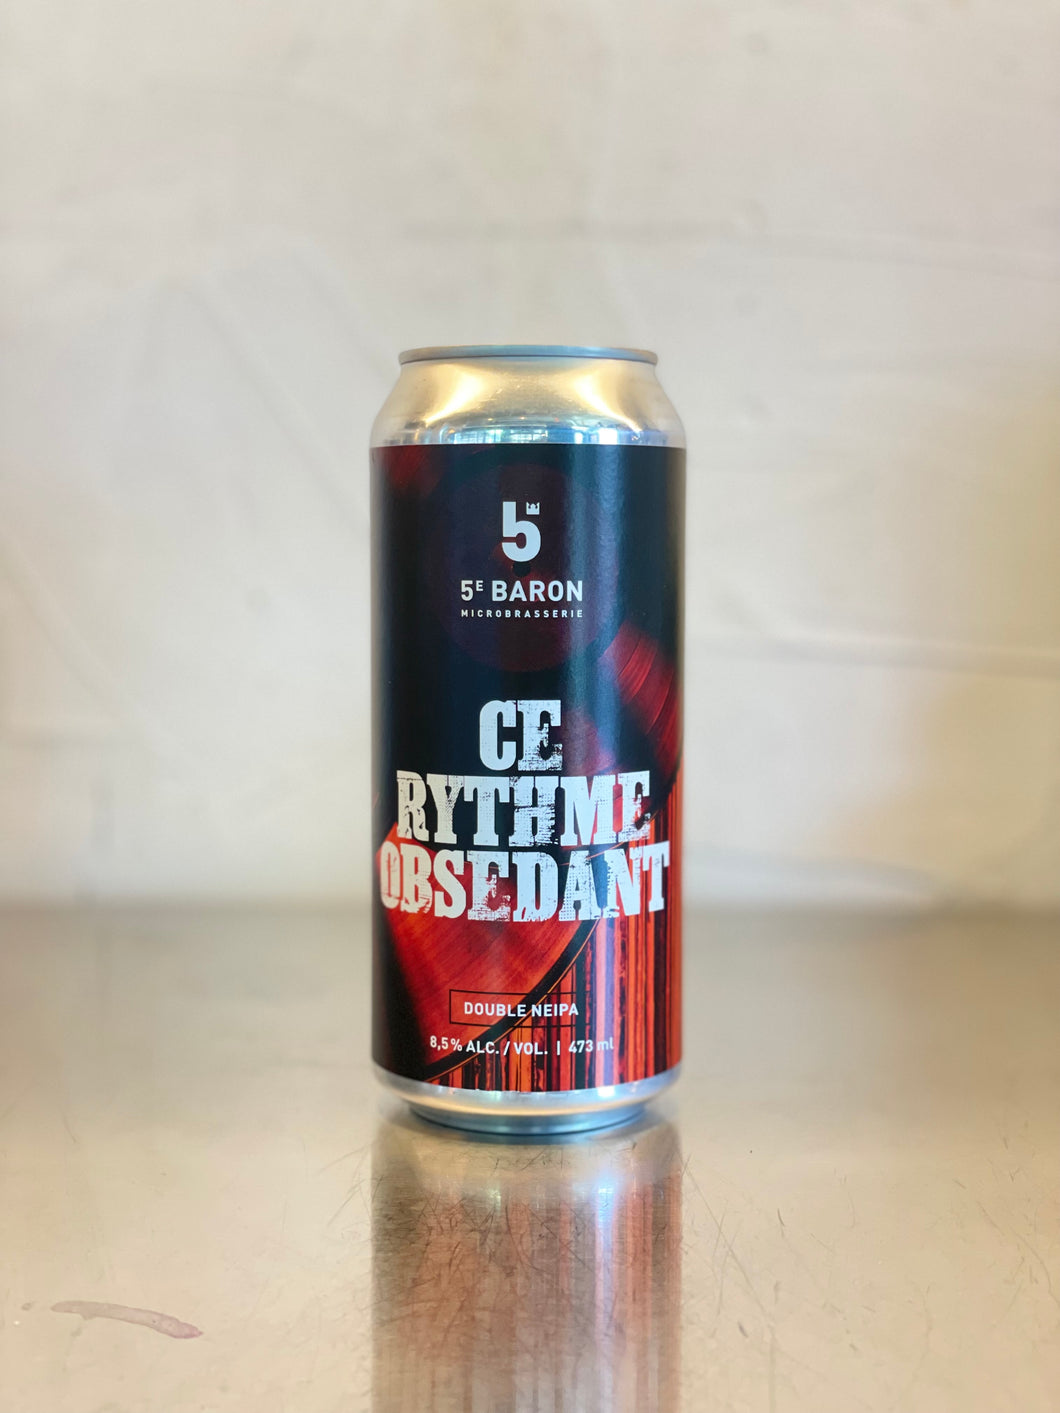 5
5E BARON
MICROBRASSERIE
CE
RYTHME
OBSEDANT
DOUBLE NEIPA
8,5% ALC. / VOL. | 473 ml